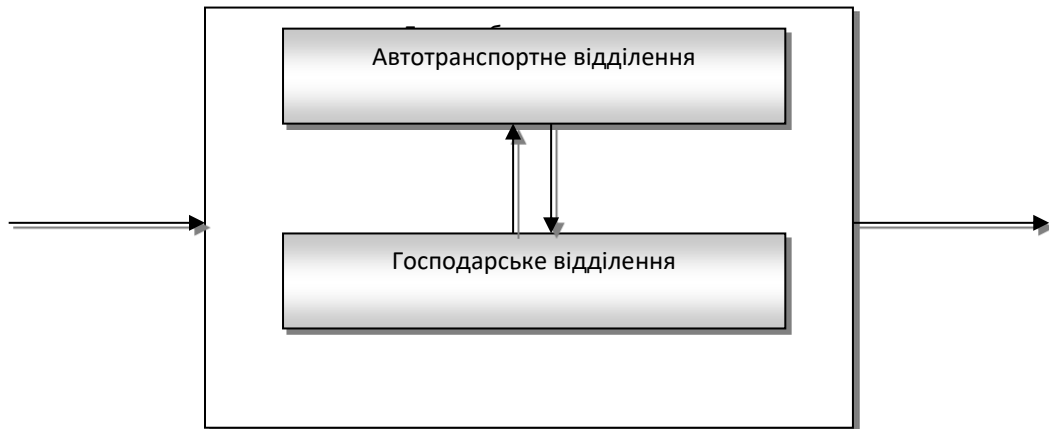 Автотранспортне відділення
Господарське відділення